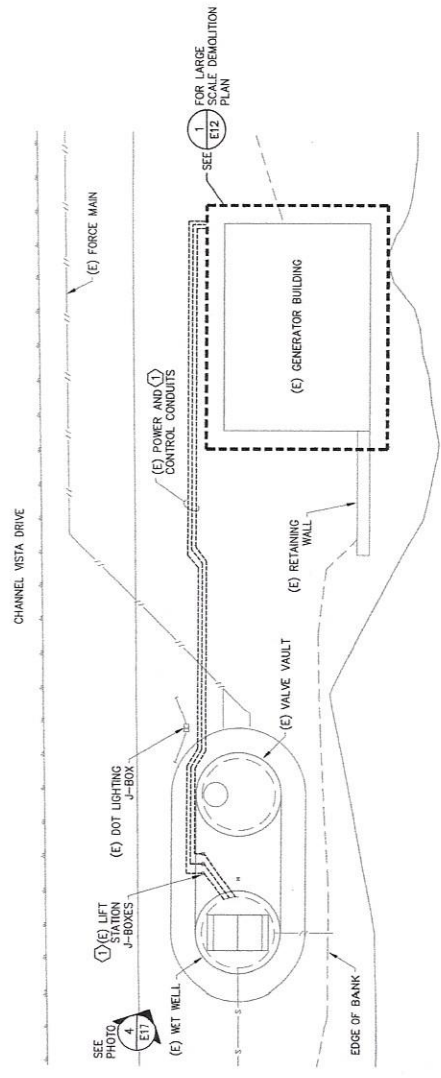 CHANNEL VISTA DRIVE
(E) FORCE MAIN
SEE
1
E12
FOR LARGE
SCALE DEMOLITION
PLAN
(E) POWER AND 1
CONTROL CONDUITS
(E) GENERATOR BUILDING
(E) RETAINING
WALL
(E) DOT LIGHTING
J-BOX
(E) VALVE VAULT
1 (E) LIFT
STATION
J-BOXES
SEE
PHOTO
4
E17
(E) WET WELL
EDGE OF BANK
SS
SS